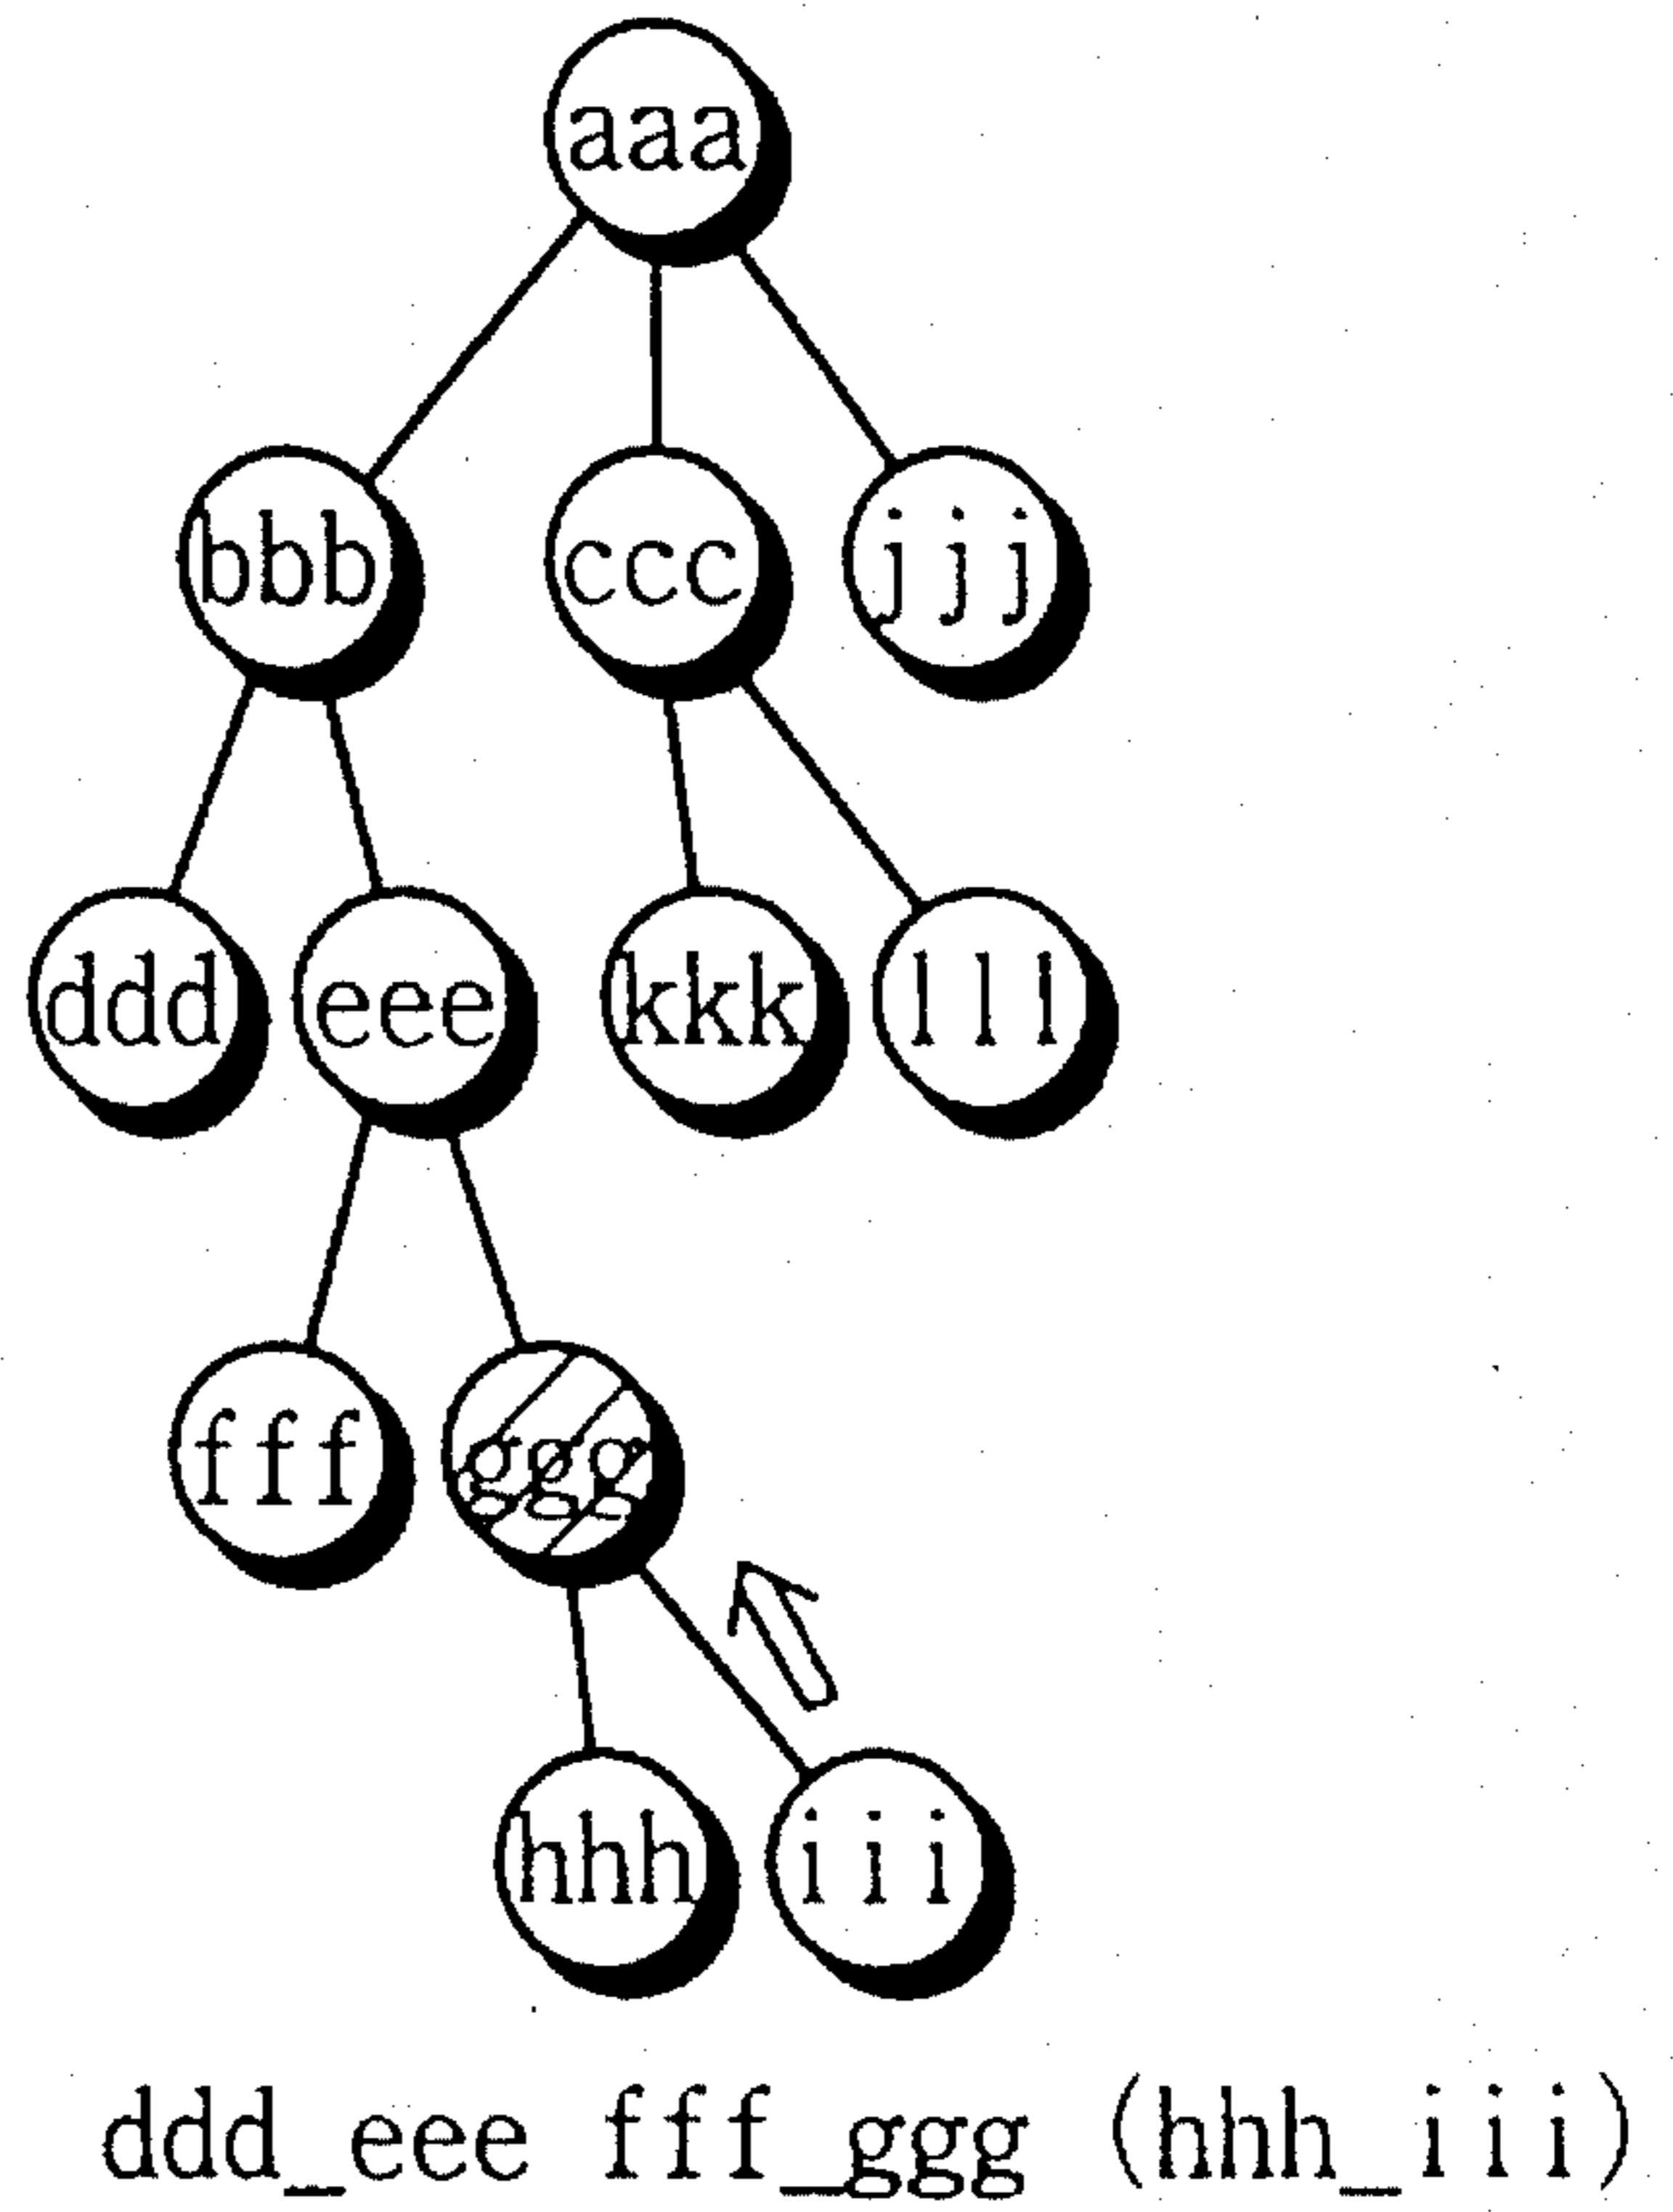 aaa
bbb ccc jjj
ddd eee kkk lll
fff ggg
hhh iii
ddd_eee fff_ggg (hhh_iii)